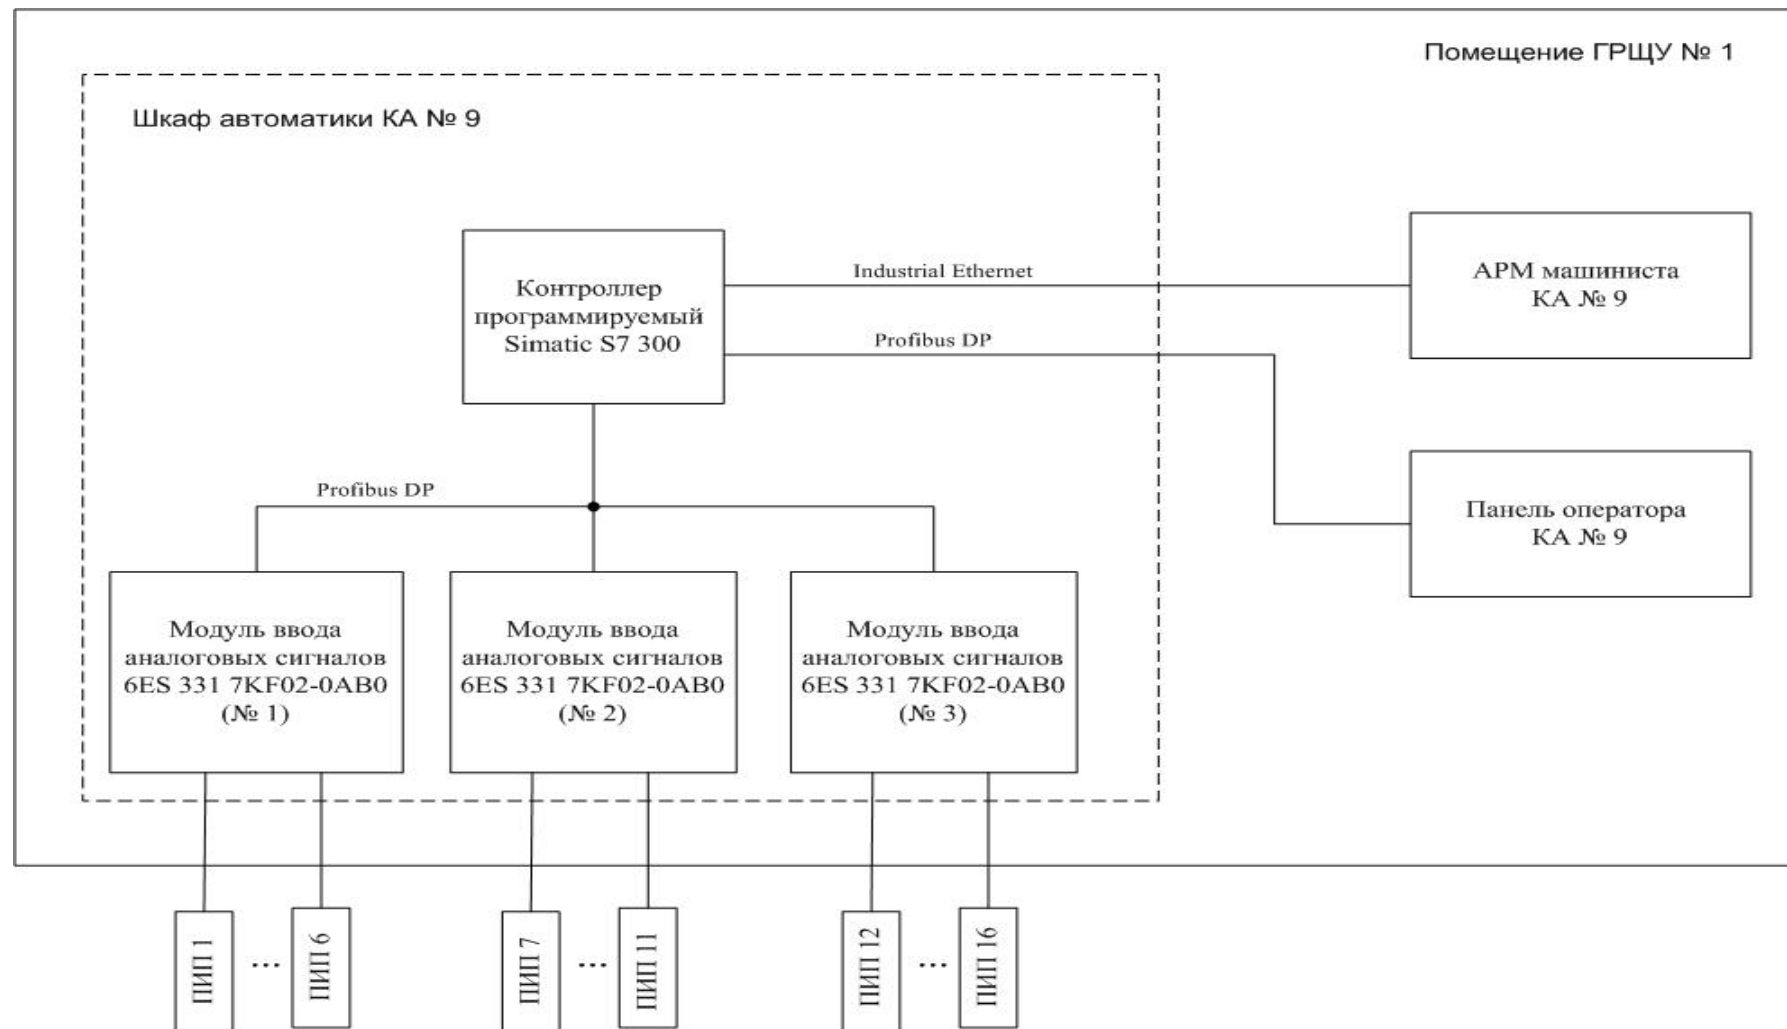 Помещение ГРЩУ № 1
Шкаф автоматики КА № 9
Контроллер
программируемый
Simatic S7 300
Industrial Ethernet
Profibus DP
АРМ машиниста
КА № 9
Панель оператора
КА № 9
Profibus DP
Модуль ввода
аналоговых сигналов
6ES 331 7KF02-0AB0
(№ 1)
Модуль ввода
аналоговых сигналов
6ES 331 7KF02-0AB0
(№ 2)
Модуль ввода
аналоговых сигналов
6ES 331 7KF02-0AB0
(№ 3)
ПИП 1
...
ПИП 6
ПИП 7
...
ПИП 11
ПИП 12
...
ПИП 16